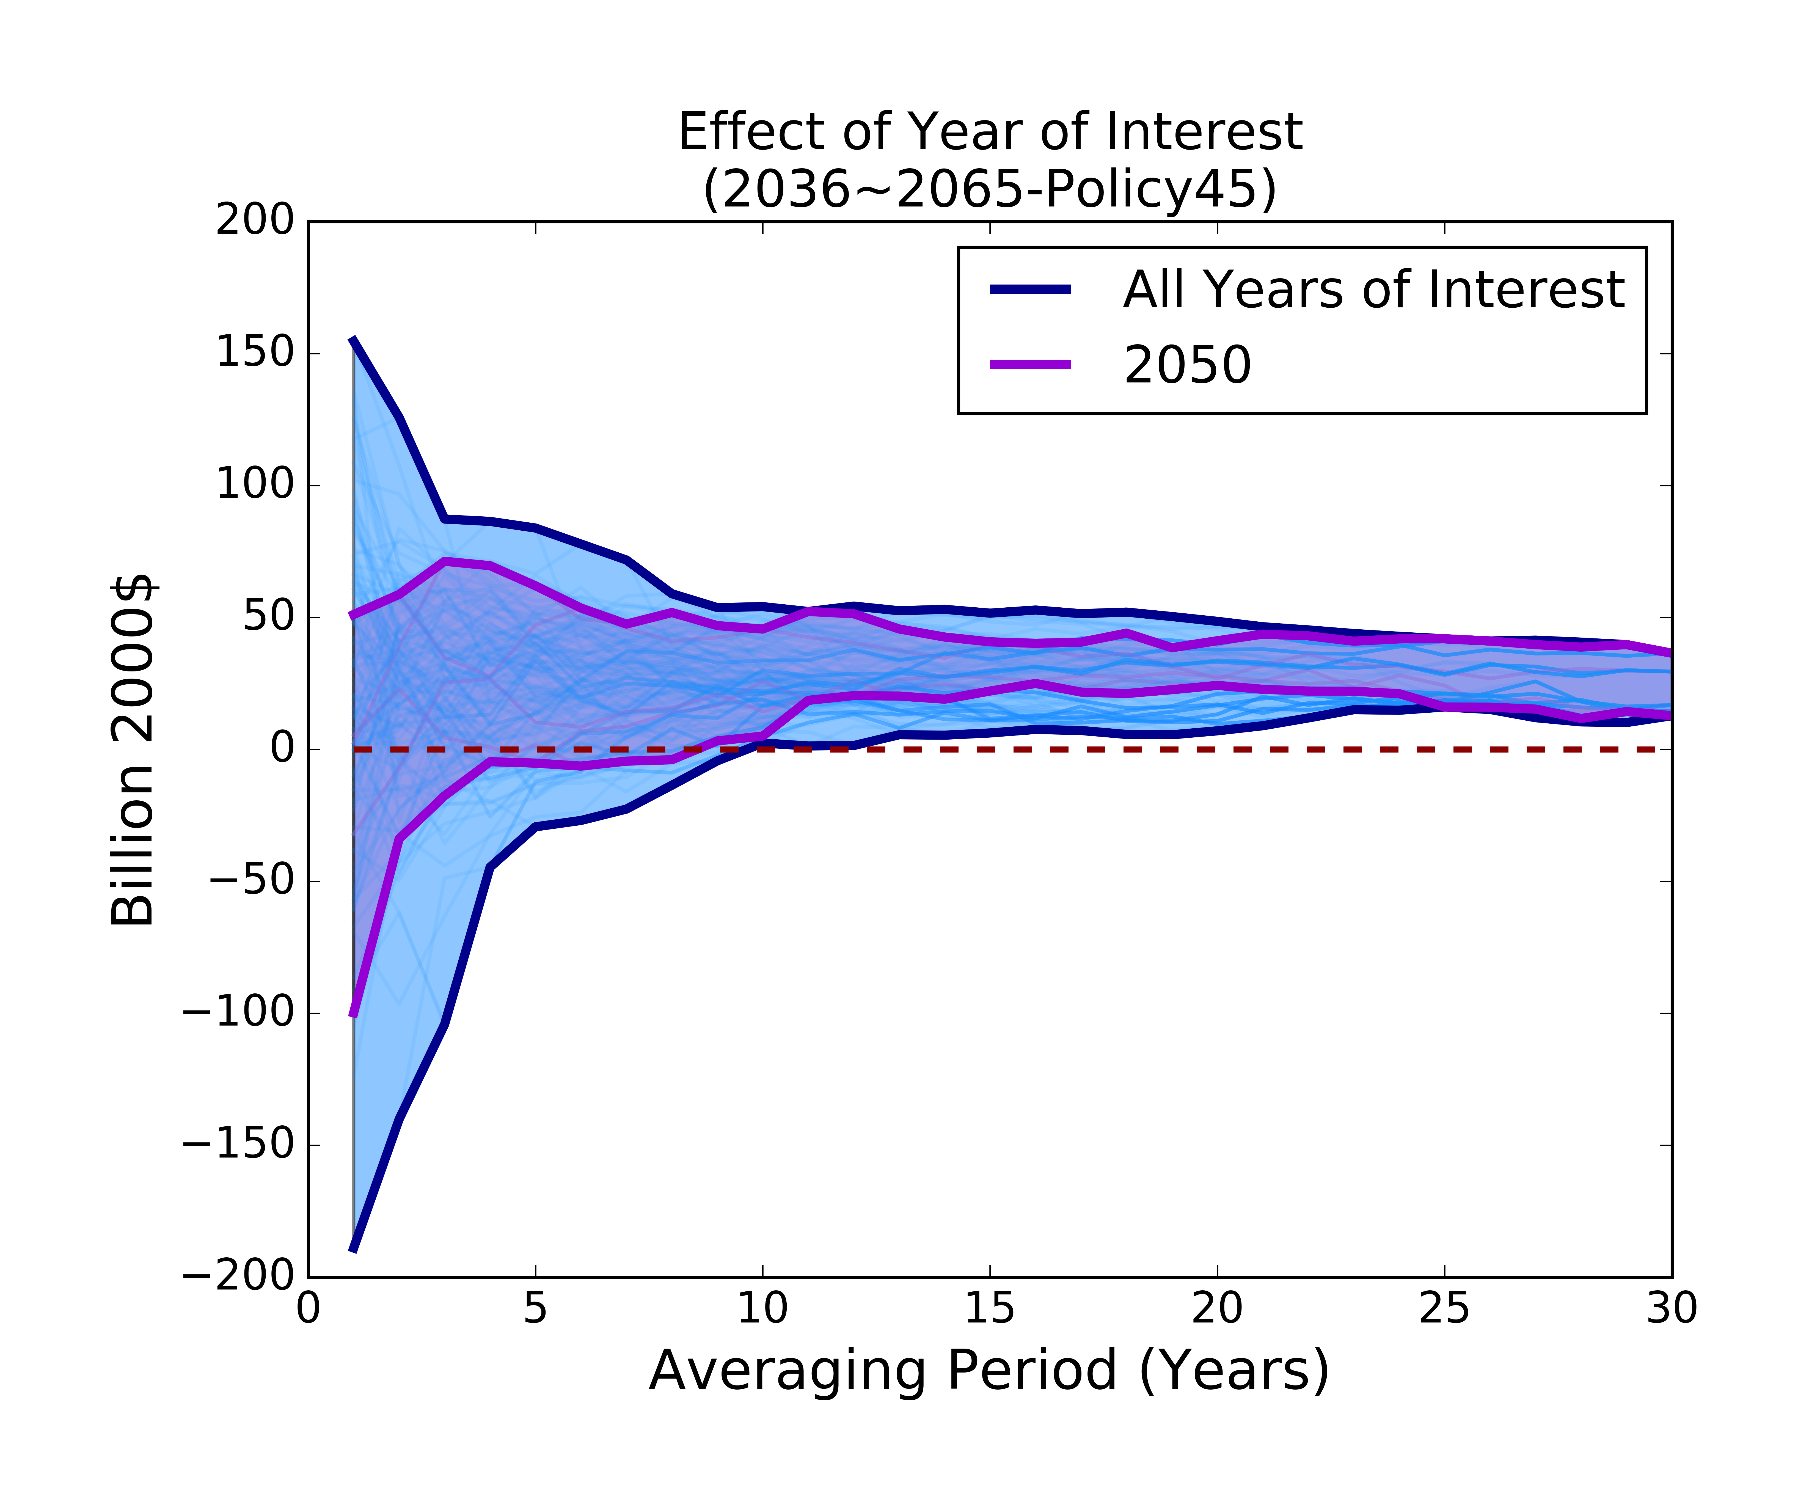 Effect of Year of Interest
(2036~2065-Policy45)
200
150
100
50
0
−50
−100
−150
−200
Billion 2000$
All Years of Interest
2050
0 5 10 15 20 25 30
Averaging Period (Years)